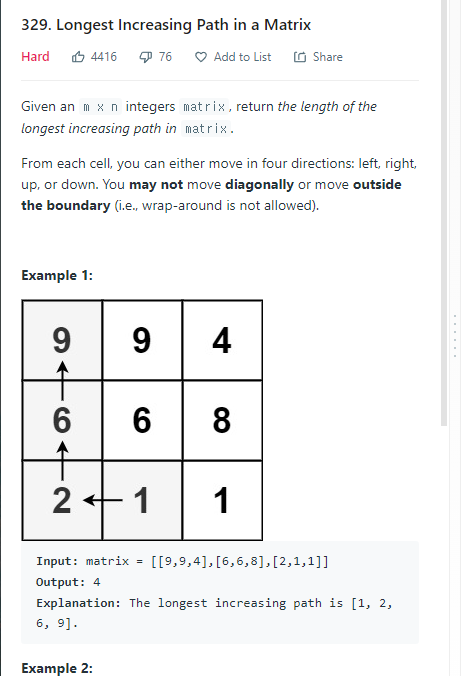 329. Longest Increasing Path in a Matrix
Hard 4416 76 Add to List Share
Given an m x n integers matrix, return the length of the
longest increasing path in matrix.
From each cell, you can either move in four directions: left, right,
up, or down. You may not move diagonally or move outside
the boundary (i.e., wrap-around is not allowed).
Example 1:
9 9 4
6 6 8
2 1 1
Input: matrix = [[9,9,4],[6,6,8],[2,1,1]]
Output: 4
Explanation: The longest increasing path is [1, 2,
6, 9].
Example 2: